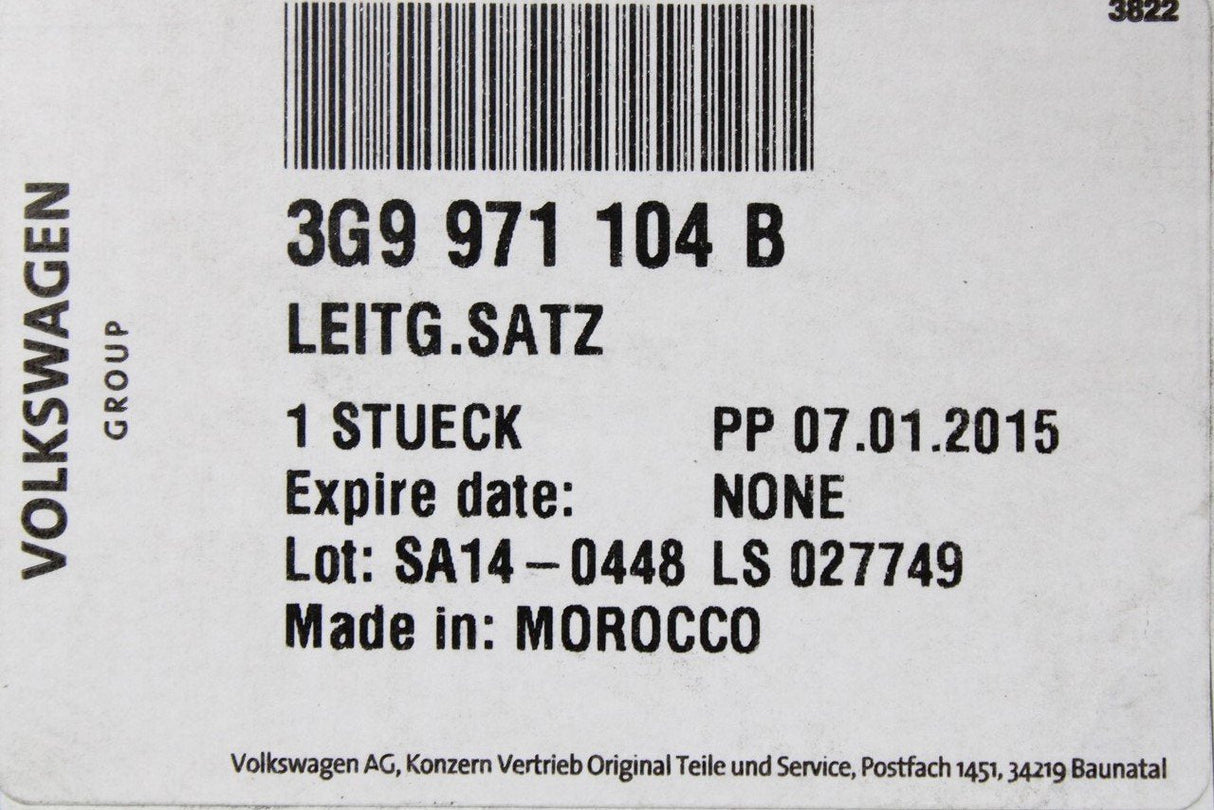 3822
3G9 971 104 B
LEITG.SATZ
1 STUECK PP 07.01.2015
Expire date: NONE
Lot: SA14-0448 LS 027749
Made in: MOROCCO
VOLKSWAGEN
GROUP
Volkswagen AG, Konzern Vertrieb Original Teile und Service, Postfach 1451, 34219 Baunatal